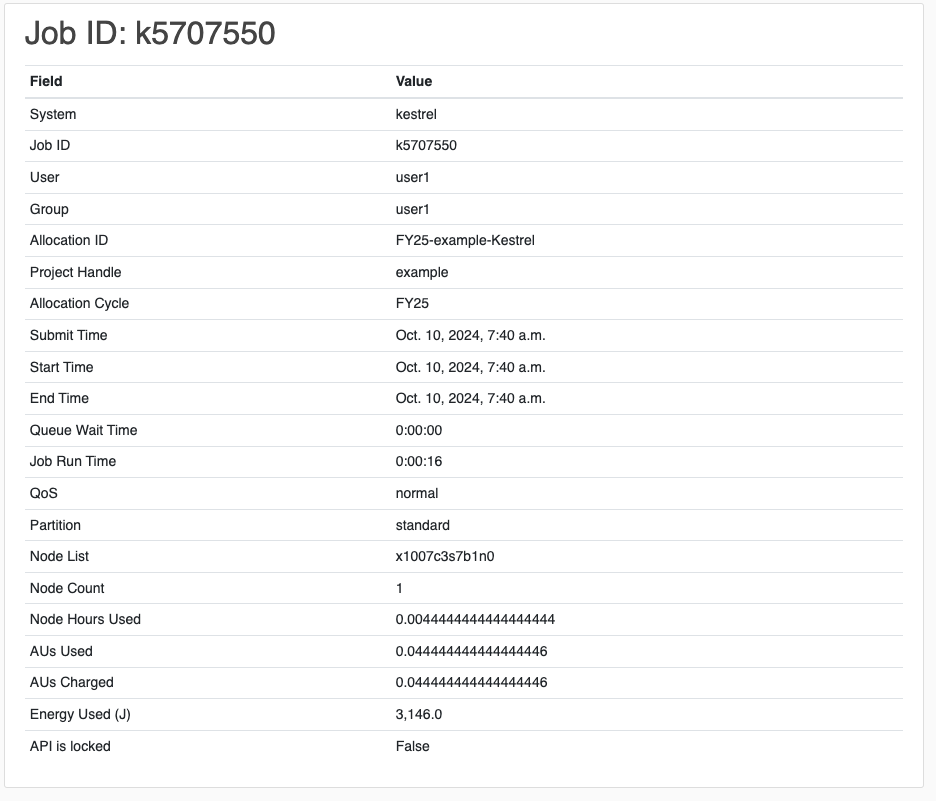 Job ID: k5707550
Field Value
System kestrel
Job ID k5707550
User user1
Group user1
Allocation ID FY25-example-Kestrel
Project Handle example
Allocation Cycle FY25
Submit Time Oct. 10, 2024, 7:40 a.m.
Start Time Oct. 10, 2024, 7:40 a.m.
End Time Oct. 10, 2024, 7:40 a.m.
Queue Wait Time 0:00:00
Job Run Time 0:00:16
QoS normal
Partition standard
Node List x1007c3s7b1n0
Node Count 1
Node Hours Used 0.0044444444444444444
AUs Used 0.044444444444444446
AUs Charged 0.044444444444444446
Energy Used (J) 3,146.0
API is locked False